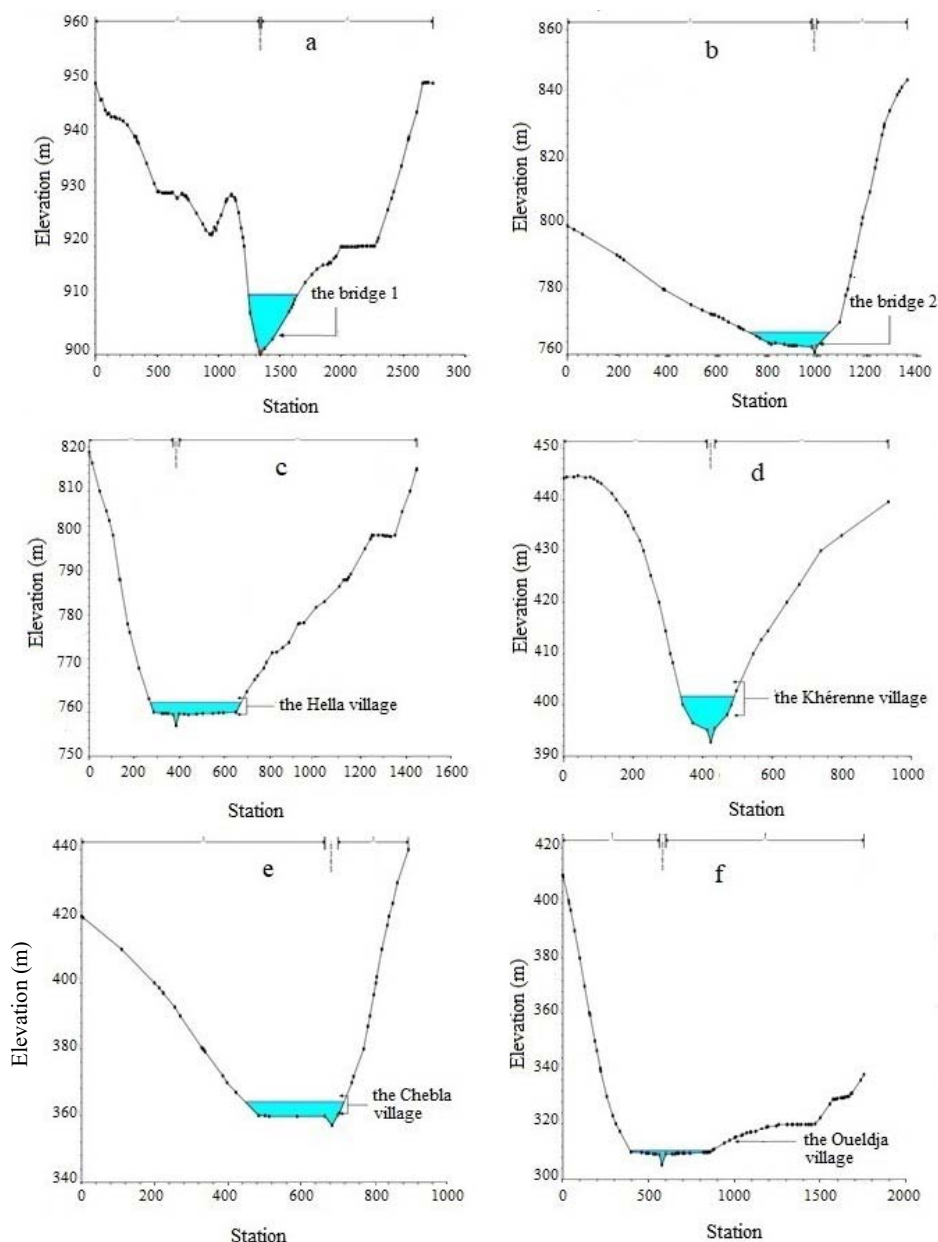 a
960
950
940
930
920
910
900
Elevation (m)
the bridge 1
0 500 1000 1500 2000 2500 300
Station
b
860
840
820
800
780
760
Elevation (m)
the bridge 2
0 200 400 600 800 1000 1200 1400
Station
c
820
810
800
790
780
770
760
750
Elevation (m)
the Hella village
0 200 400 600 800 1000 1200 1400 1600
Station
d
450
440
430
420
410
400
390
Elevation (m)
the Khérenne village
0 200 400 600 800 1000
Station
e
440
420
400
380
360
340
Elevation (m)
the Chebla
village
0 200 400 600 800 1000
Station
f
420
400
380
360
340
320
300
Elevation (m)
the Oueldja
village
0 500 1000 1500 2000
Station